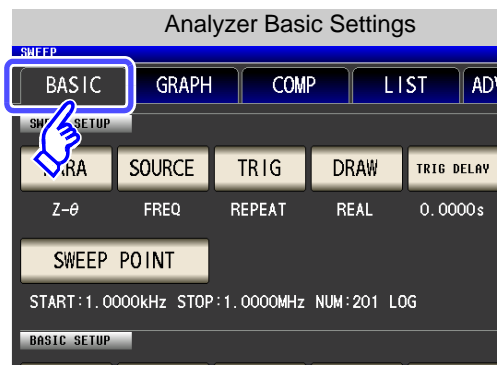 Analyzer Basic Settings
SWEEP
BASIC GRAPH COMP LIST
SETUP
SOURCE TRIG DRAW TRIG DELAY
Z-θ FREQ REPEAT REAL 0.0000s
SWEEP POINT
START:1.0000kHz STOP:1.0000MHz NUM:201 LOG
BASIC SETUP